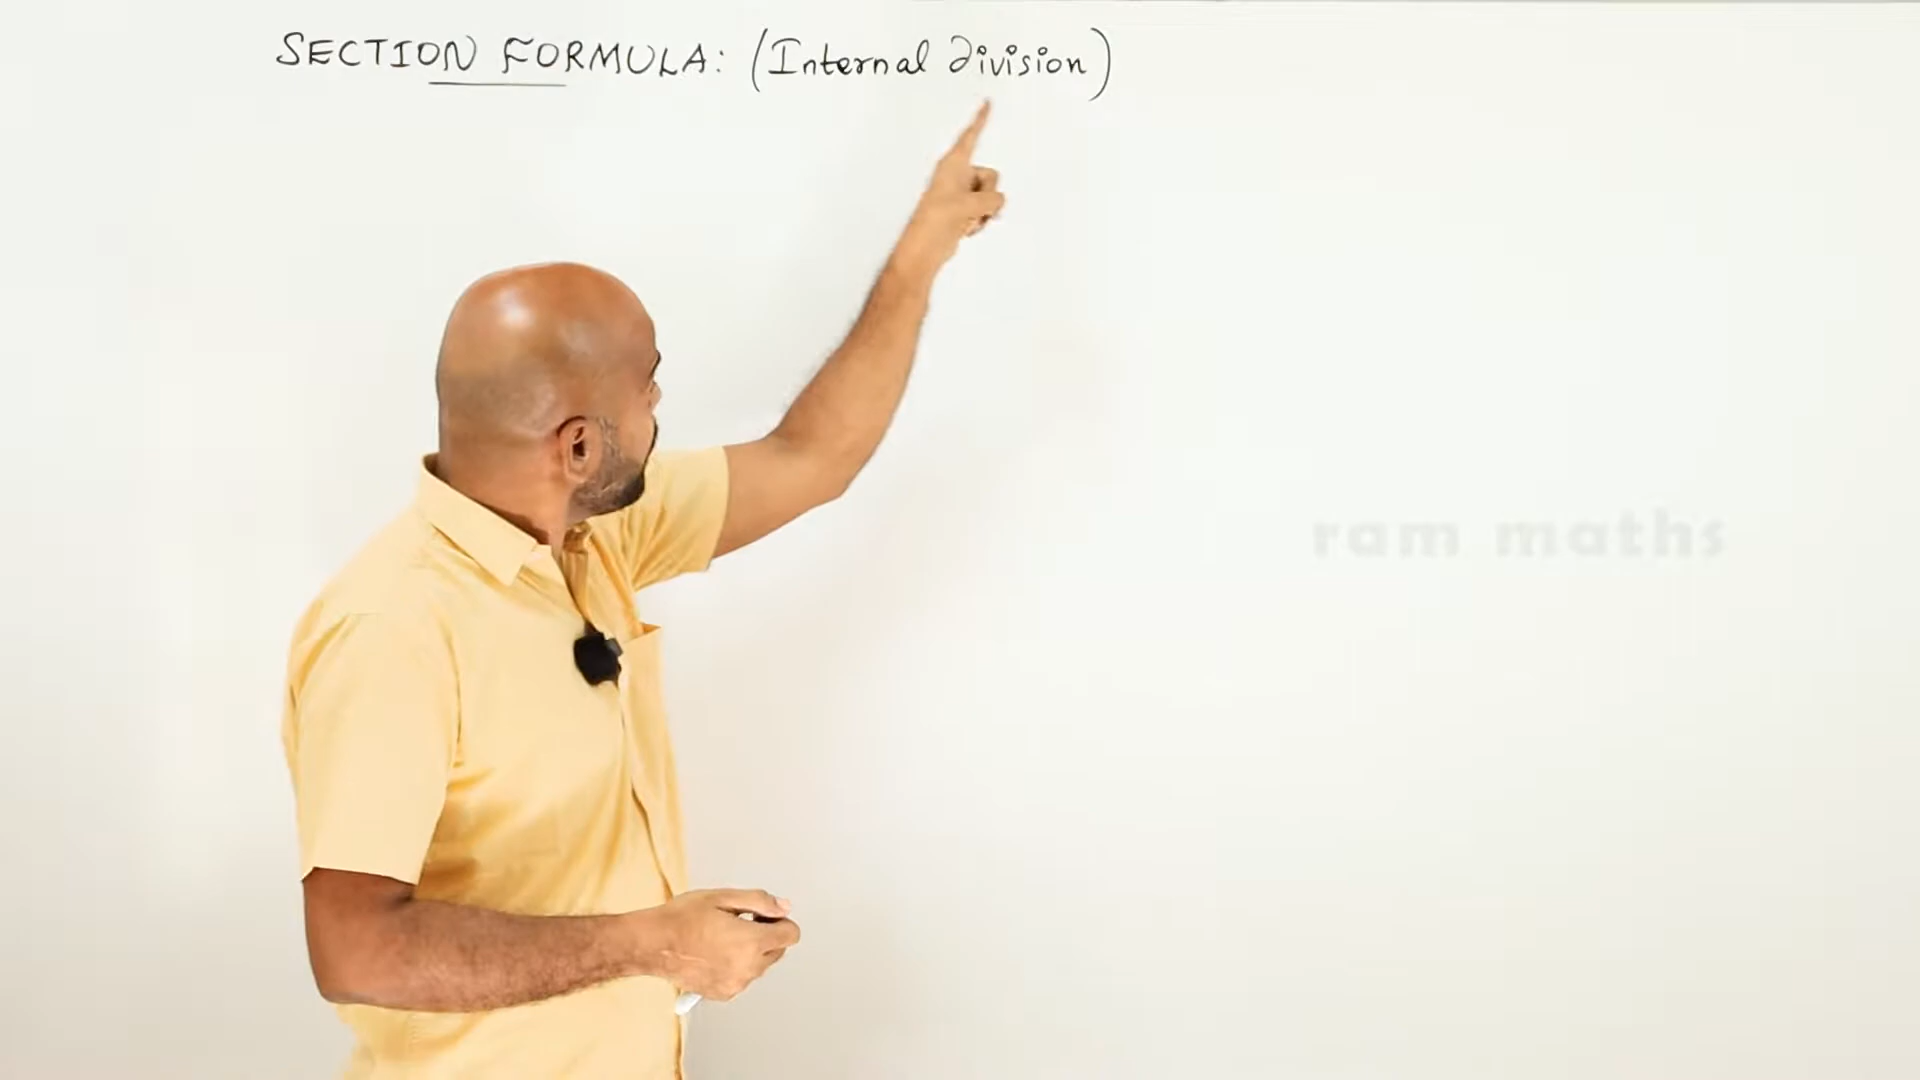 SECTION FORMULA: (Internal Division)
ram maths